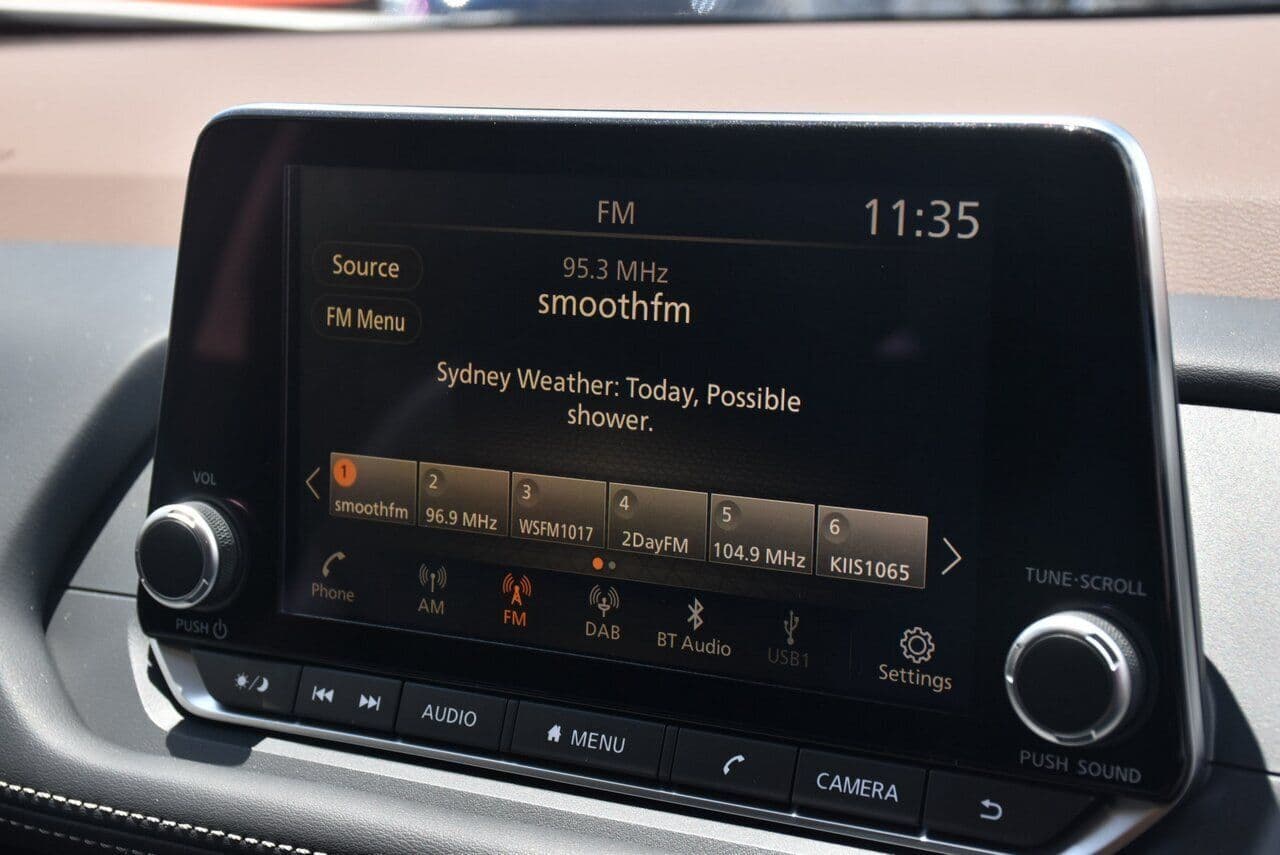 FM
11:35
Source
95.3 MHz
smoothfm
FM Menu
Sydney Weather: Today, Possible
shower.
1
smoothfm
2
96.9 MHz
3
WSFM1017
4
2DayFM
5
104.9 MHz
6
KIIS1065
Phone
AM
FM
DAB
BT Audio
USB1
Settings
VOL
PUSH
TUNE·SCROLL
PUSH SOUND
AUDIO
MENU
CAMERA